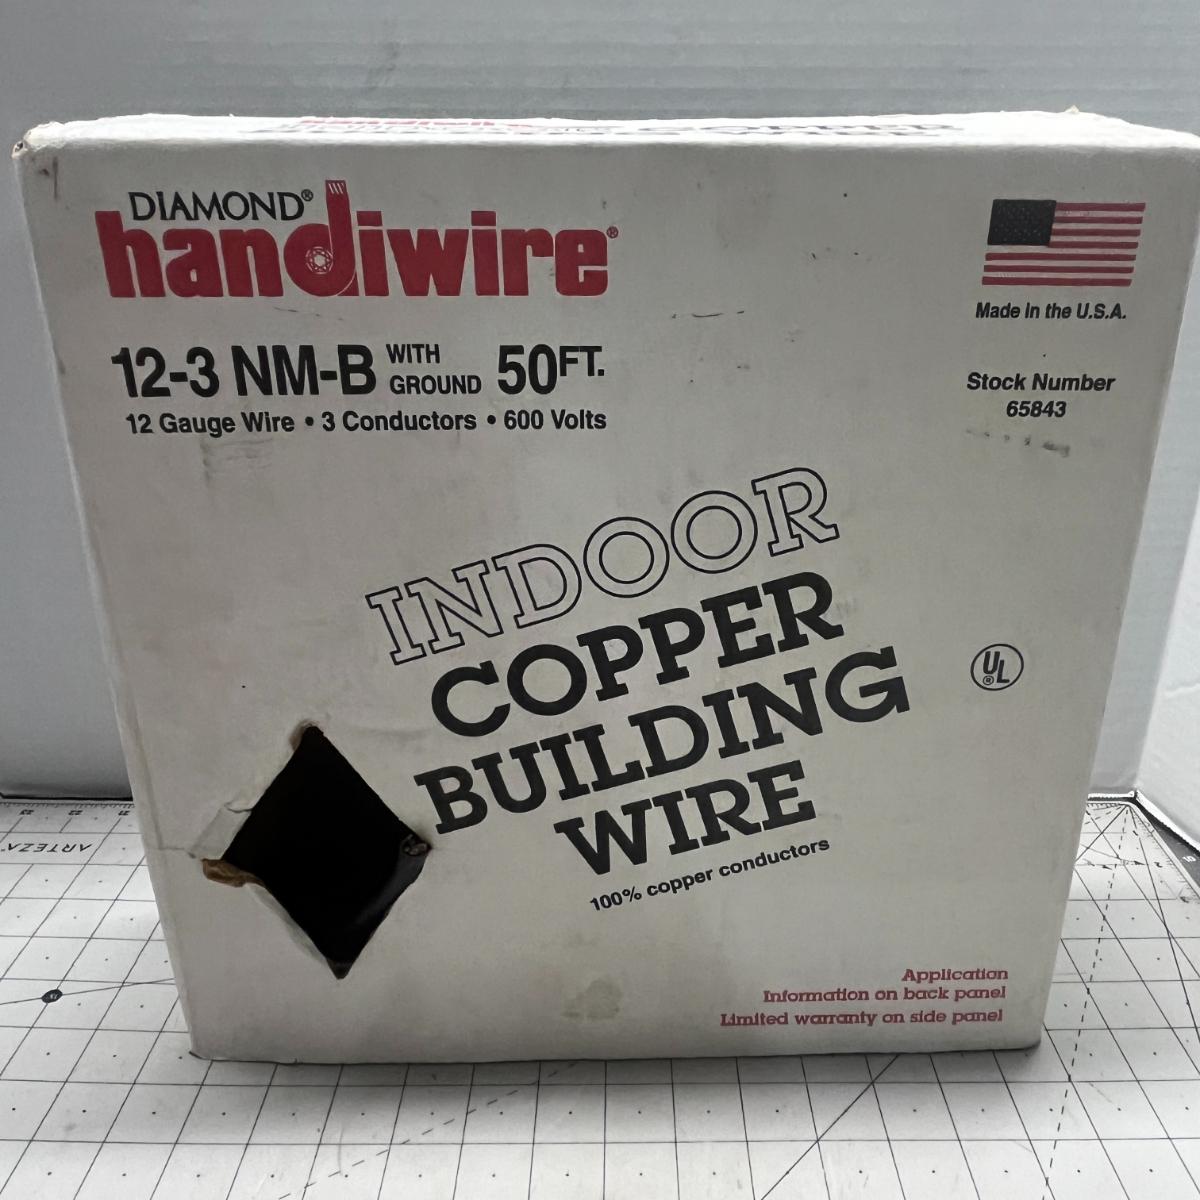 DIAMOND®
handiwire®
12-3 NM-B WITH GROUND 50FT.
12 Gauge Wire • 3 Conductors • 600 Volts
Made in the U.S.A.
Stock Number
65843
INDOOR
COPPER
BUILDING
WIRE
100% copper conductors
UL®
Application
Information on back panel
Limited warranty on side panel
ARTEZA